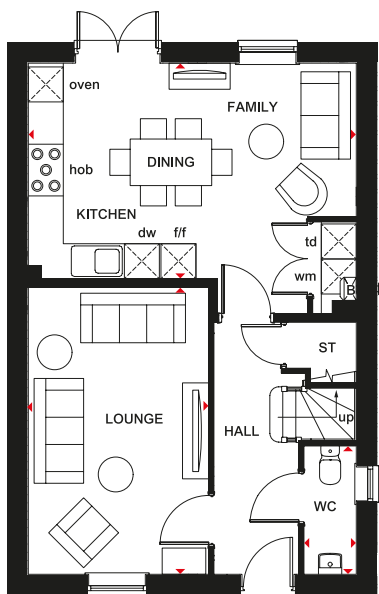 oven
FAMILY
DINING
hob
KITCHEN
dw
f/f
td
wm
B
ST
LOUNGE
up
HALL
WC